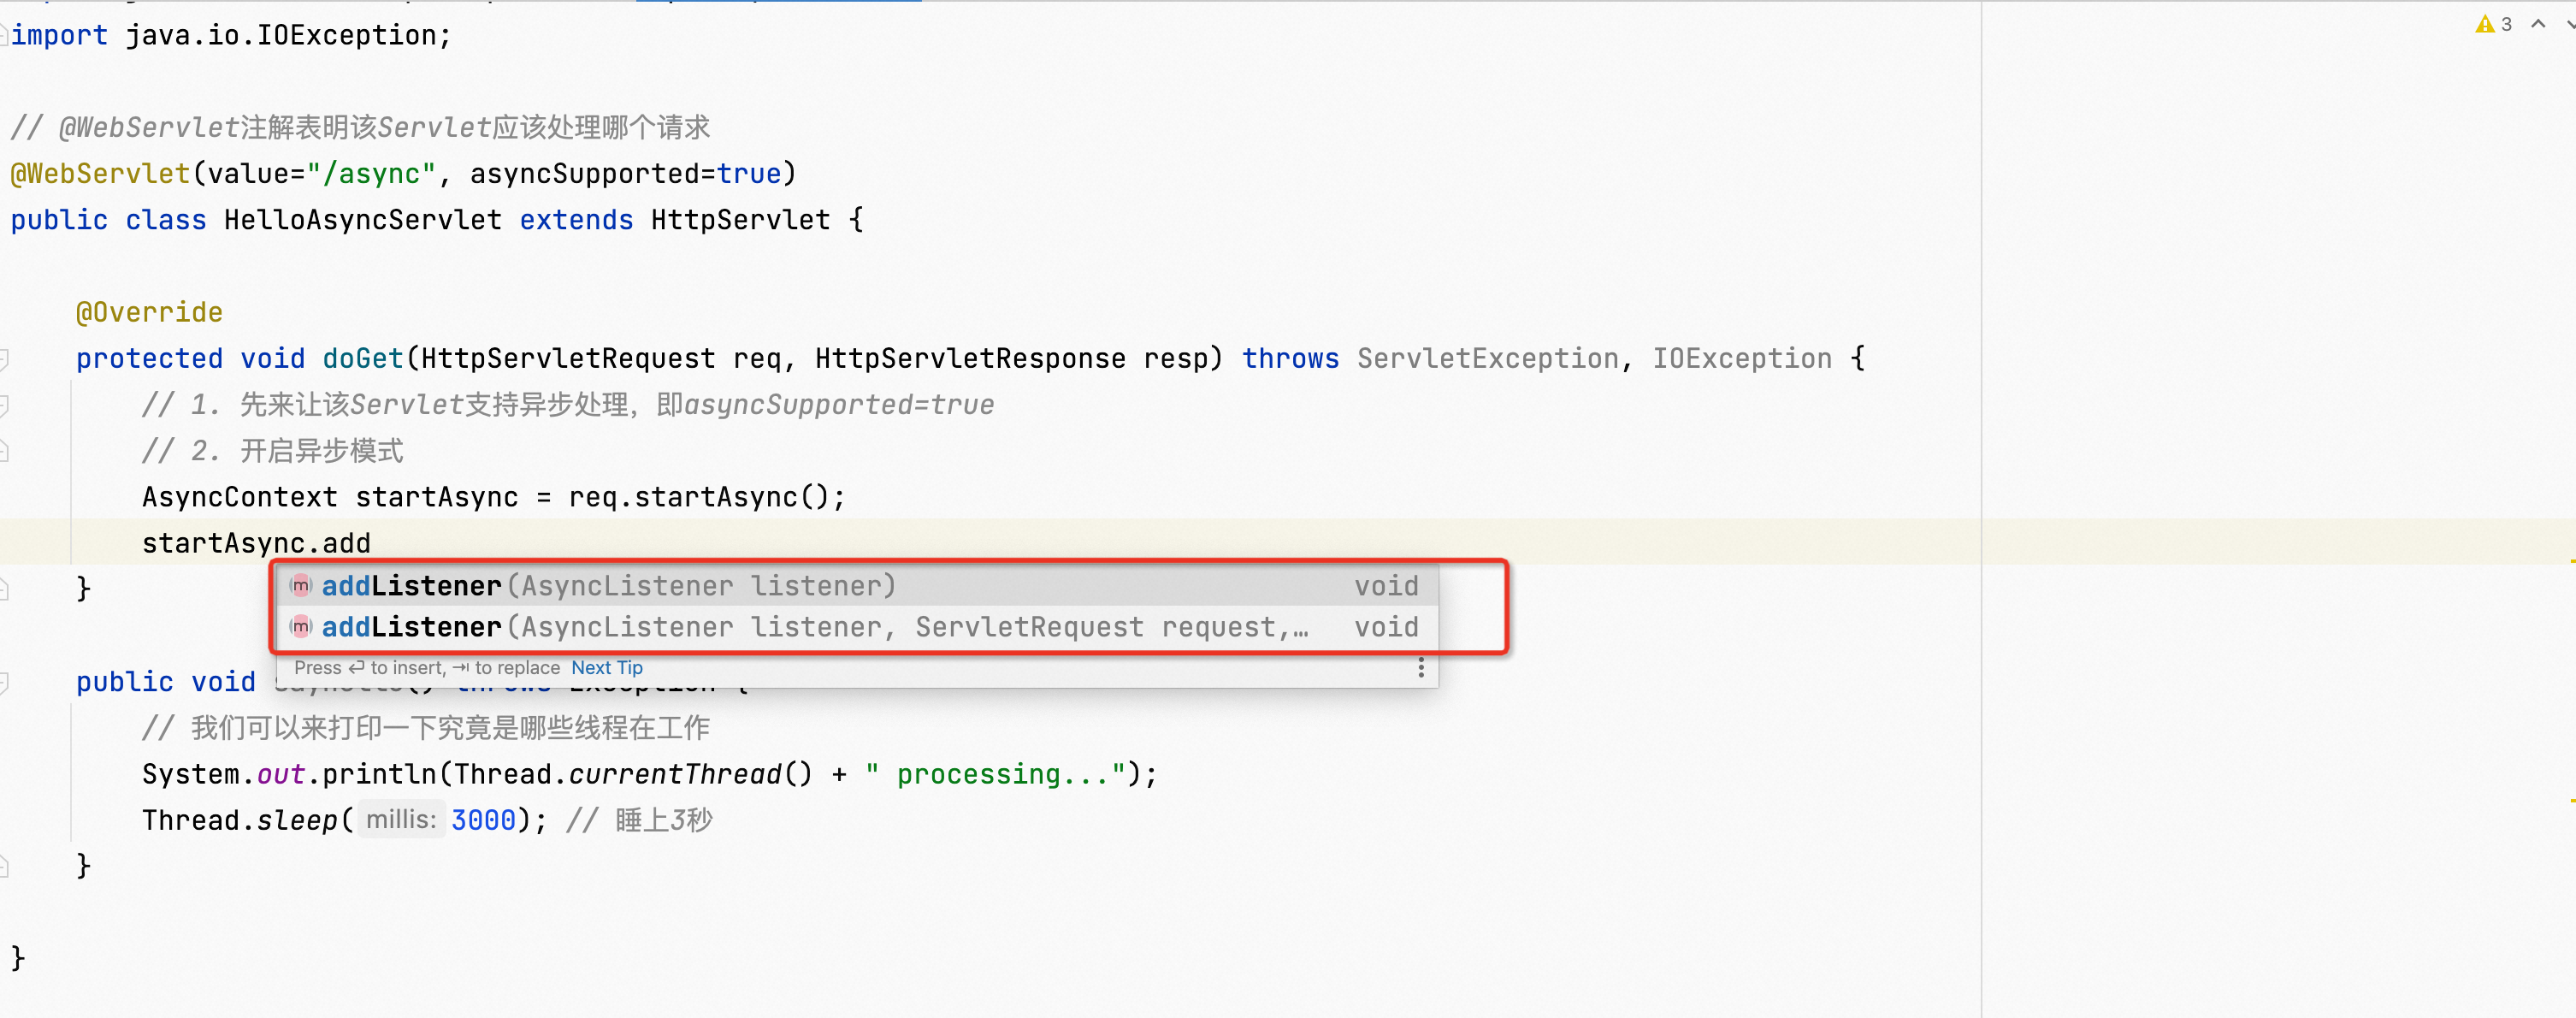 import java.io.IOException;
3
// @WebServlet注解表明该Servlet应该处理哪个请求
@WebServlet(value="/async", asyncSupported=true)
public class HelloAsyncServlet extends HttpServlet {
@Override
protected void doGet(HttpServletRequest req, HttpServletResponse resp) throws ServletException, IOException {
// 1. 先来让该Servlet支持异步处理，即asyncSupported=true
// 2. 开启异步模式
AsyncContext startAsync = req.startAsync();
startAsync.add
addListener(AsyncListener listener) void
}
addListener(AsyncListener listener, ServletRequest request,… void
Press ↩ to insert, ⇥ to replace Next Tip
public void
// 我们可以来打印一下究竟是哪些线程在工作
System.out.println(Thread.currentThread() + " processing...");
Thread.sleep( millis: 3000); // 睡上3秒
}
}